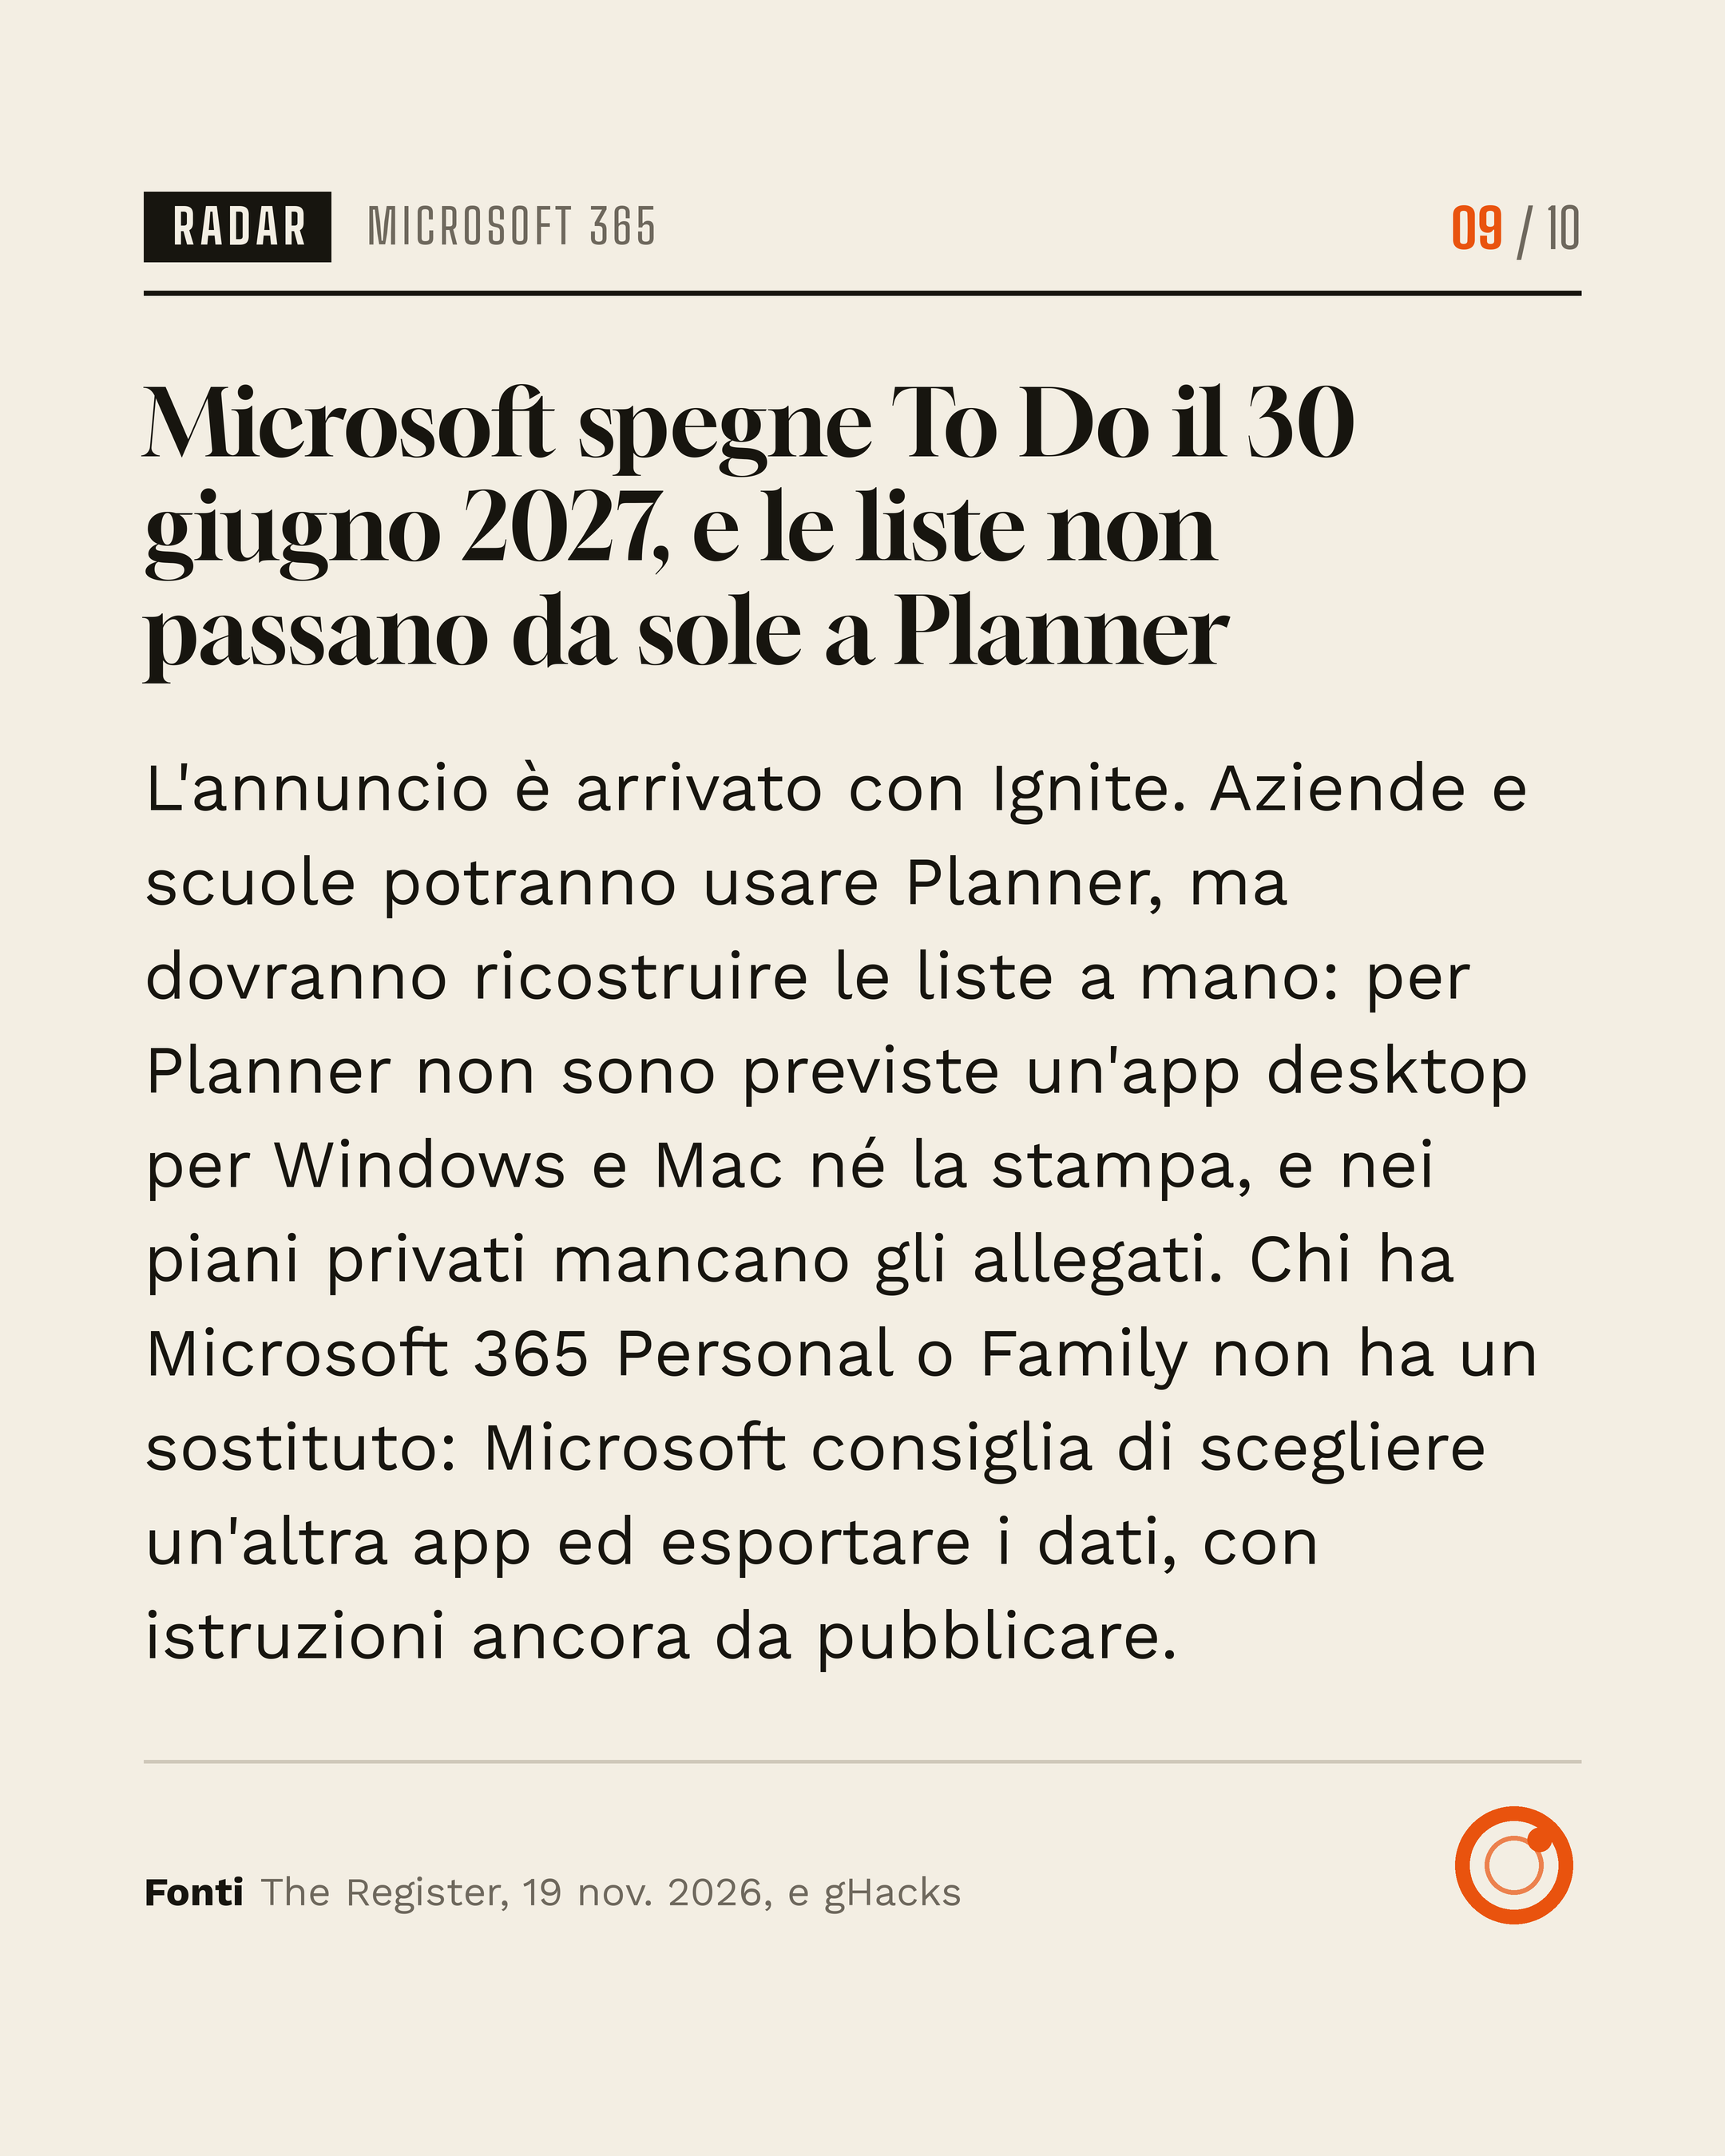 RADAR MICROSOFT 365 09 / 10
Microsoft spegne To Do il 30
giugno 2027, e le liste non
passano da sole a Planner
L'annuncio è arrivato con Ignite. Aziende e
scuole potranno usare Planner, ma
dovranno ricostruire le liste a mano: per
Planner non sono previste un'app desktop
per Windows e Mac né la stampa, e nei
piani privati mancano gli allegati. Chi ha
Microsoft 365 Personal o Family non ha un
sostituto: Microsoft consiglia di scegliere
un'altra app ed esportare i dati, con
istruzioni ancora da pubblicare.
Fonti The Register, 19 nov. 2026, e gHacks